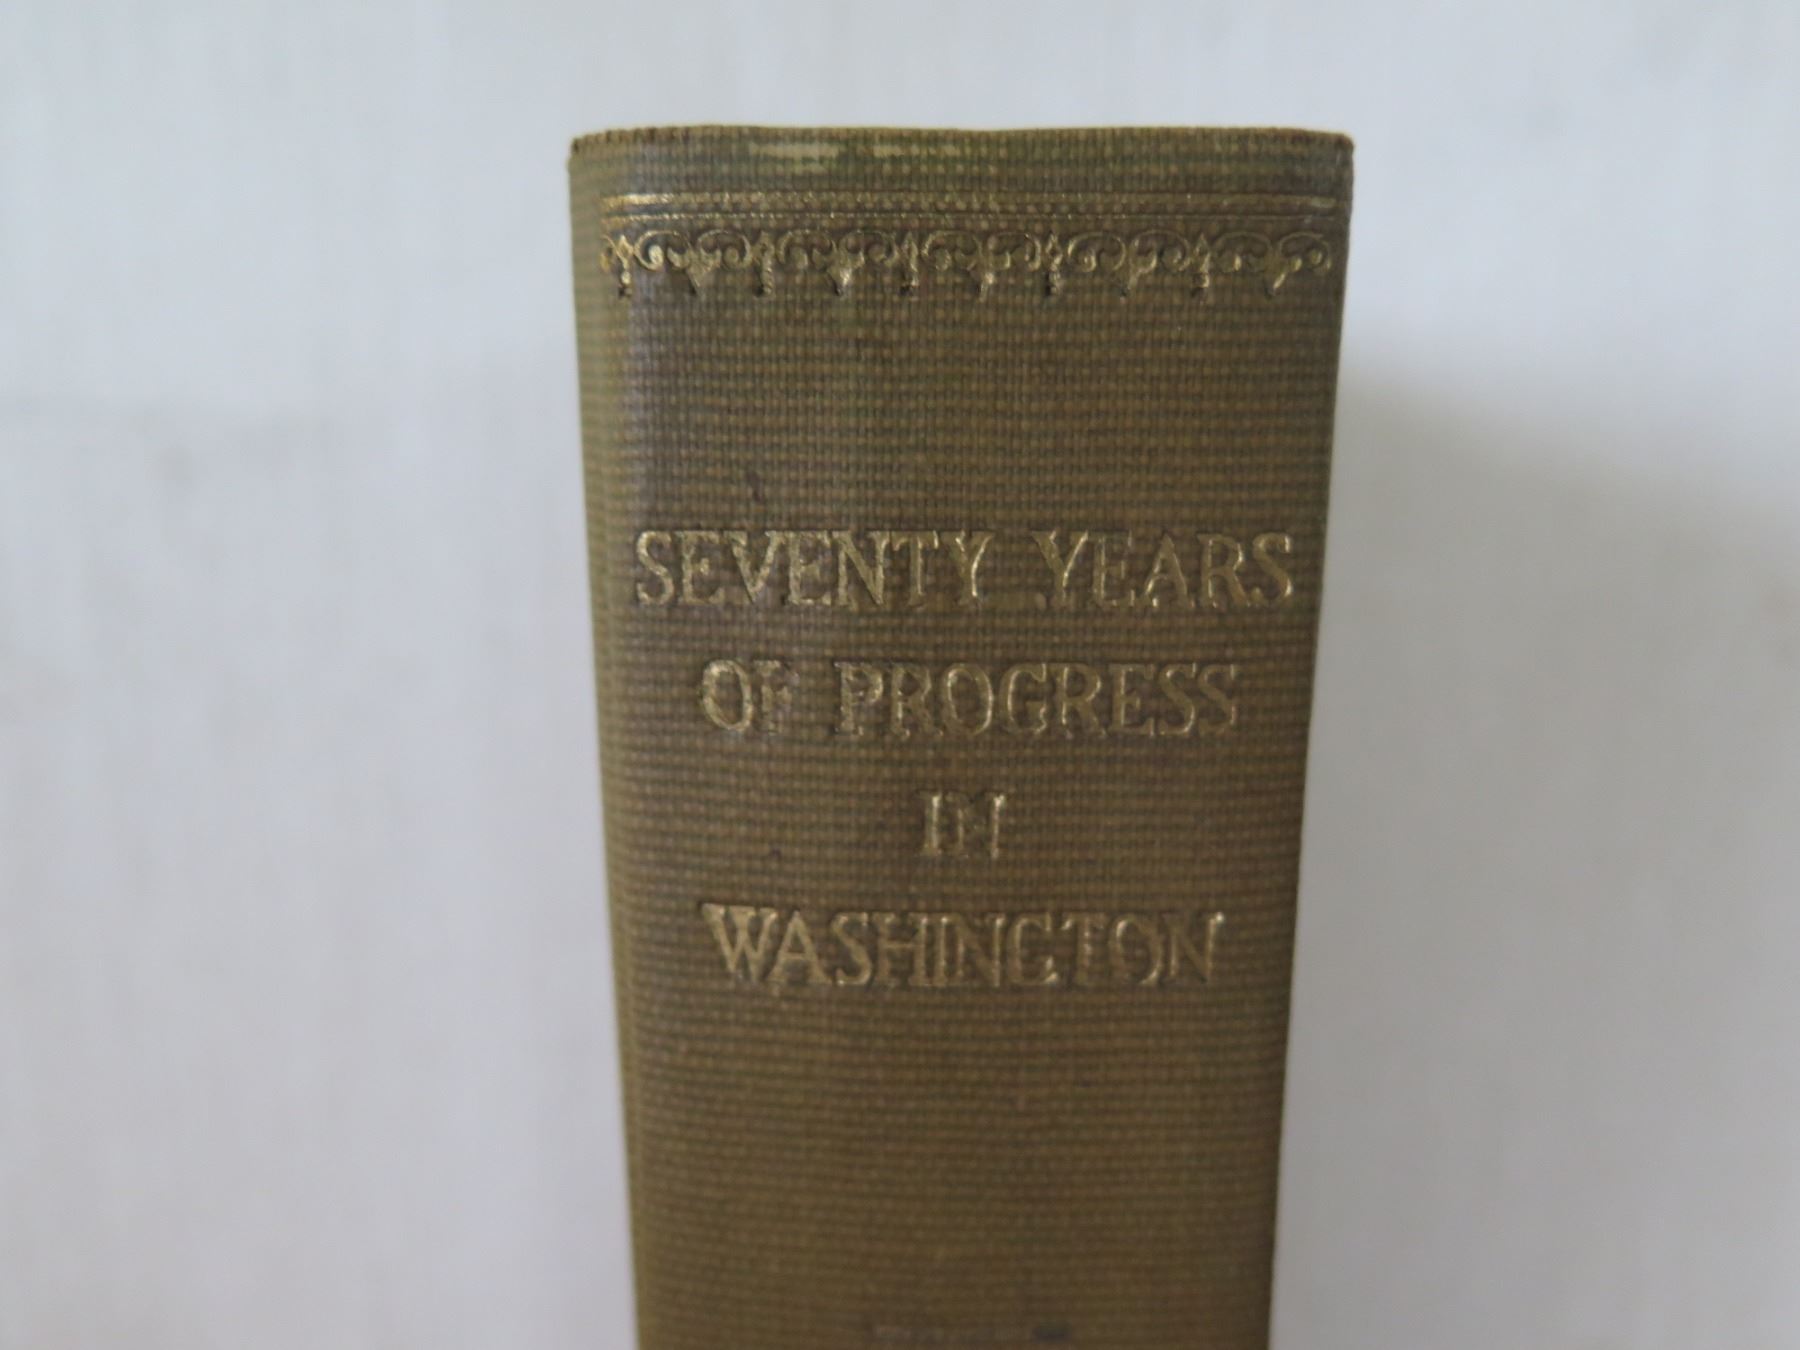 SEVENTY YEARS
OF PROGRESS
IN
WASHINGTON